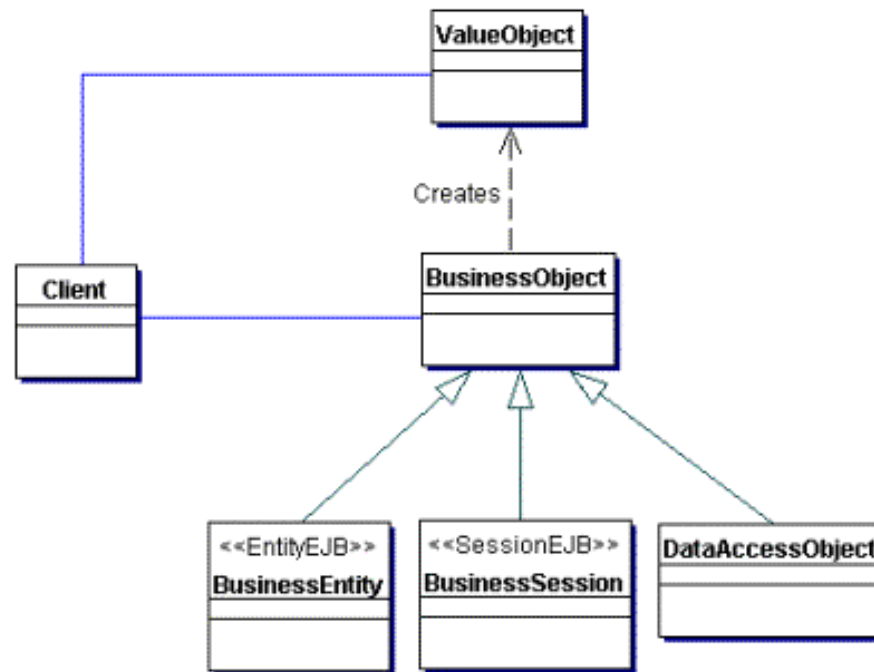 ValueObject
Creates
Client
BusinessObject
<<EntityEJB>>
BusinessEntity
<<SessionEJB>>
BusinessSession
DataAccessObject